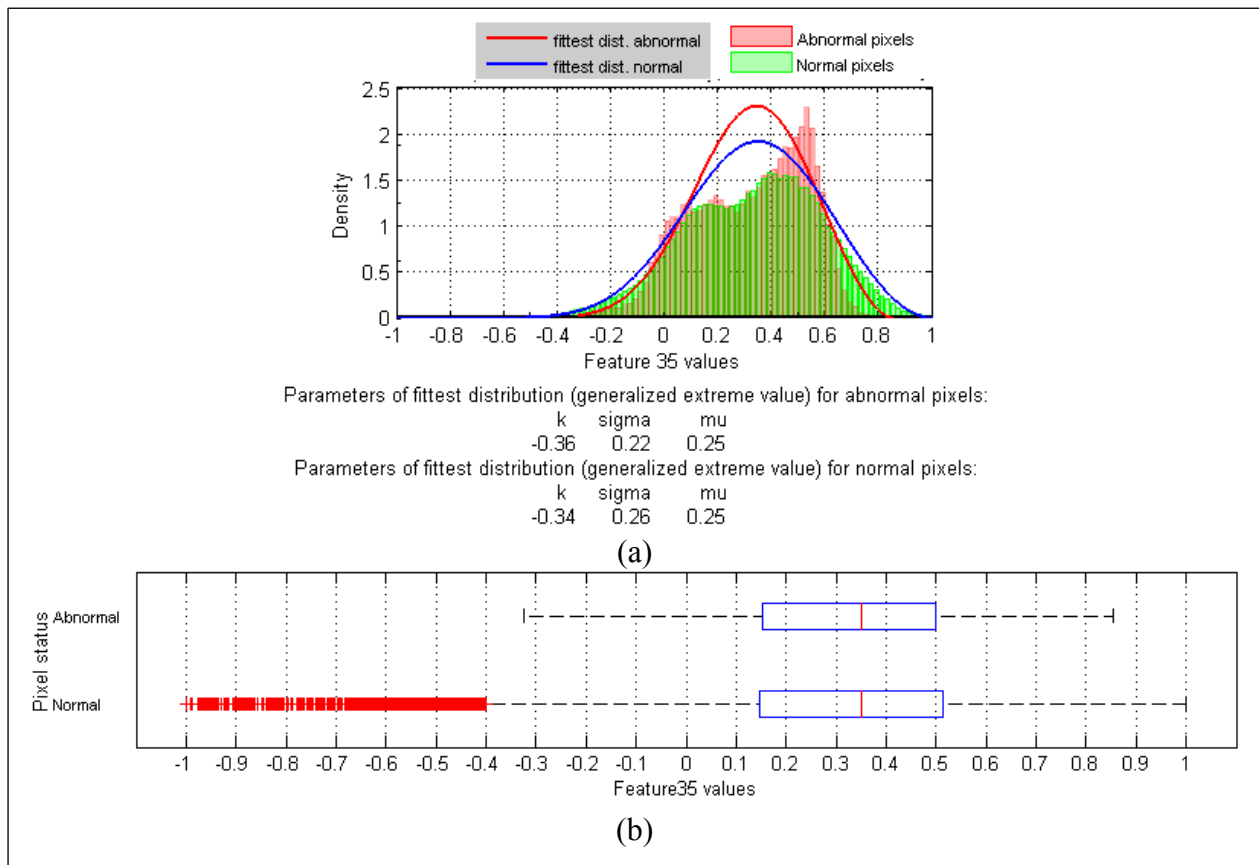 fittest dist. abnormal
fittest dist. normal
Abnormal pixels
Normal pixels
2.5
2
1.5
1
0.5
0
Density
-1 -0.8 -0.6 -0.4 -0.2 0 0.2 0.4 0.6 0.8 1
Feature 35 values
Parameters of fittest distribution (generalized extreme value) for abnormal pixels:
k sigma mu
-0.36 0.22 0.25
Parameters of fittest distribution (generalized extreme value) for normal pixels:
k sigma mu
-0.34 0.26 0.25
(a)
Pixel status
Abnormal
Normal
-1 -0.9 -0.8 -0.7 -0.6 -0.5 -0.4 -0.3 -0.2 -0.1 0 0.1 0.2 0.3 0.4 0.5 0.6 0.7 0.8 0.9 1
Feature35 values
(b)